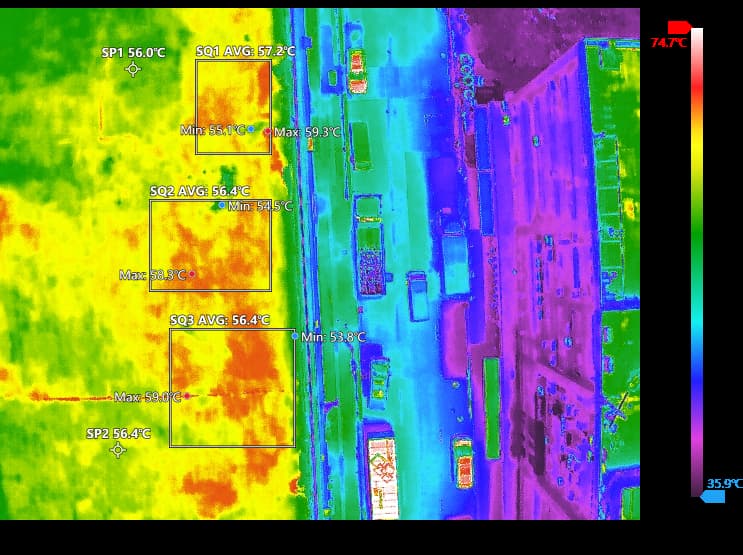 SP1 56.0℃
SQ1 AVG: 57.2℃
74.7℃
Min: 55.1℃
Max: 59.3℃
SQ2 AVG: 56.4℃
Min: 54.5℃
Max: 58.3℃
SQ3 AVG: 56.4℃
Min: 53.8℃
Max: 59.0℃
SP2 56.4℃
35.9℃